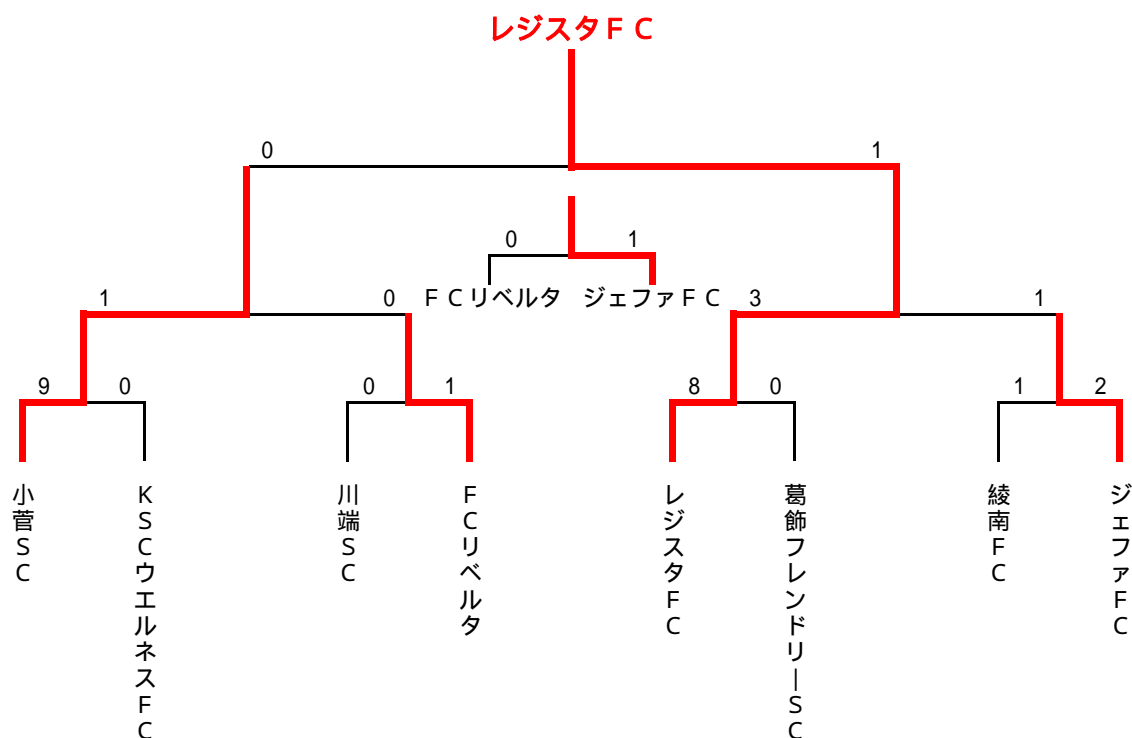 レジスタＦＣ
0 1
0 1
ＦＣリベルタ ジェファＦＣ
1 0 3 1
9 0 0 1 8 0 1 2
小菅ＳＣ
ＫＳＣウエルネスＦＣ
川端ＳＣ
ＦＣリベルタ
レジスタＦＣ
葛飾フレンドリーＳＣ
綾南ＦＣ
ジェファＦＣ